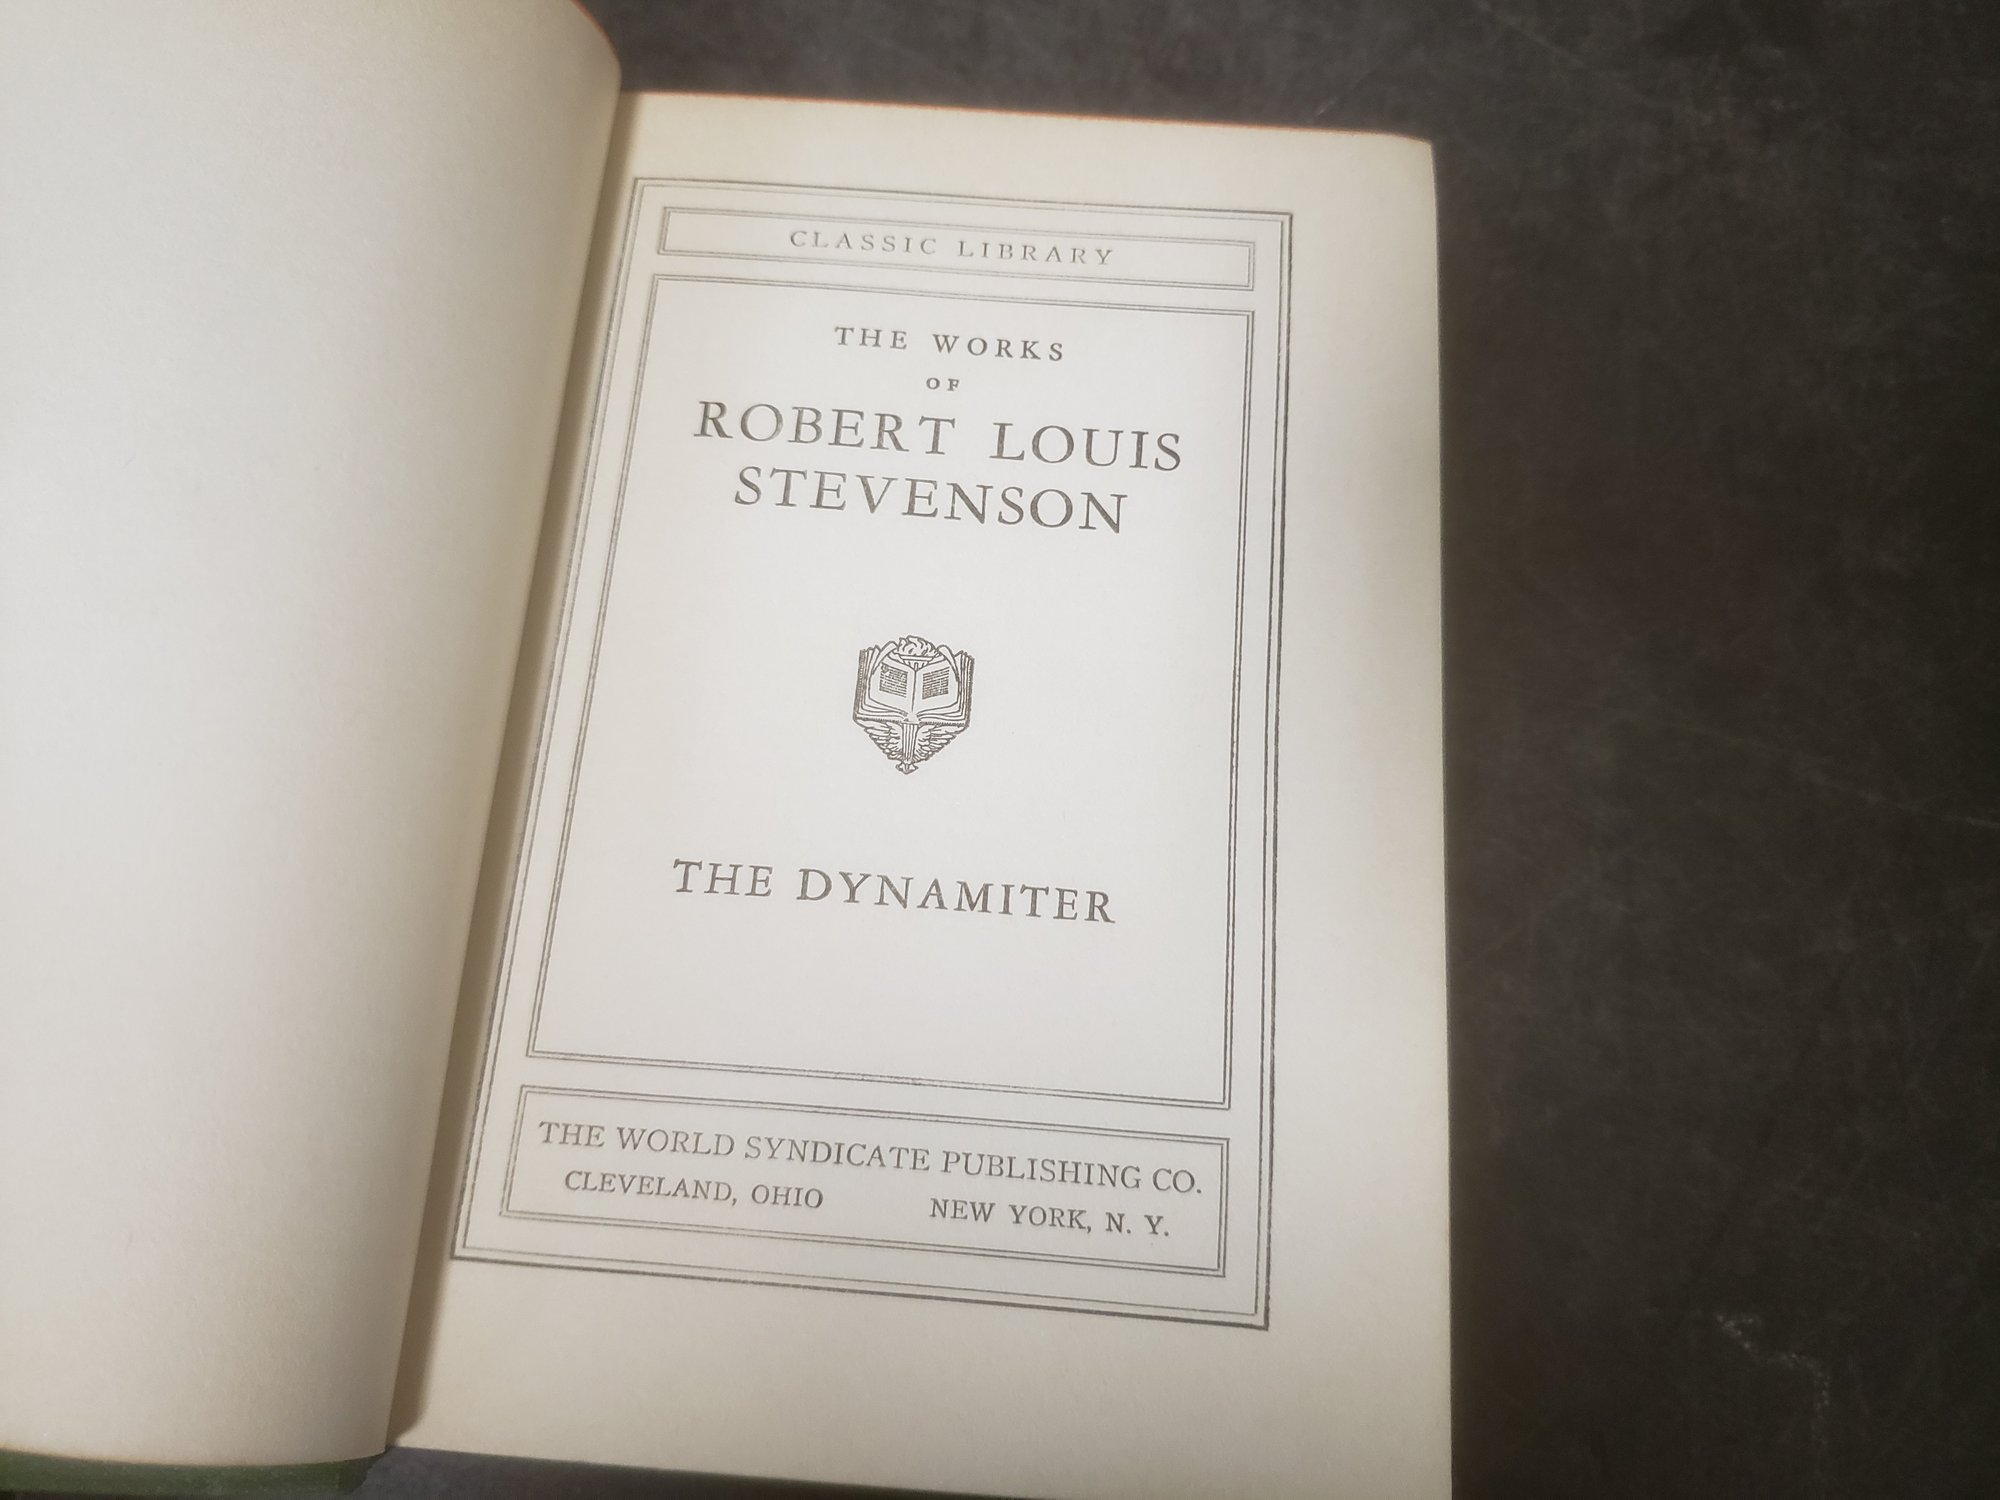 CLASSIC LIBRARY
THE WORKS
OF
ROBERT LOUIS
STEVENSON
THE DYNAMITER
THE WORLD SYNDICATE PUBLISHING CO.
CLEVELAND, OHIO NEW YORK, N. Y.